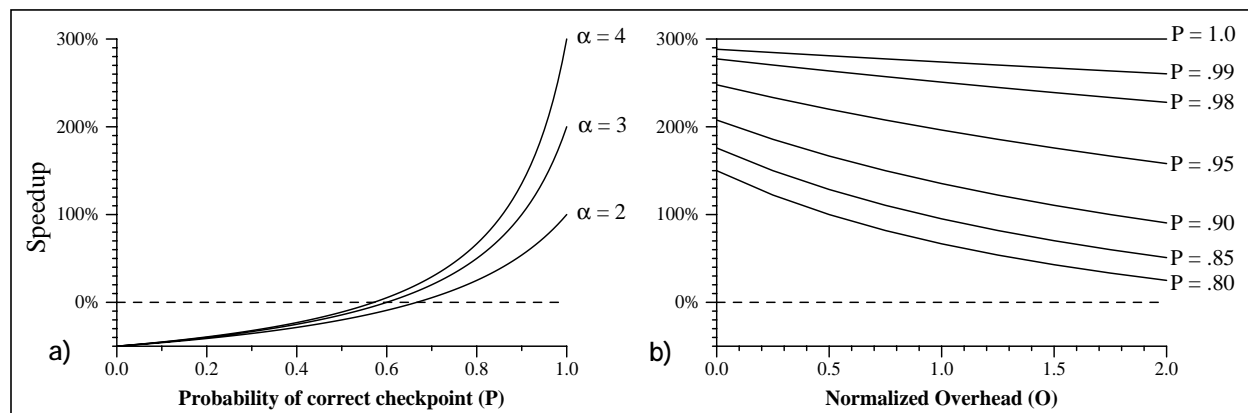 Speedup
300%
200%
100%
0%
α = 4
α = 3
α = 2
a)
0.0 0.2 0.4 0.6 0.8 1.0
Probability of correct checkpoint (P)
300%
200%
100%
0%
P = 1.0
P = .99
P = .98
P = .95
P = .90
P = .85
P = .80
b)
0.0 0.5 1.0 1.5 2.0
Normalized Overhead (O)